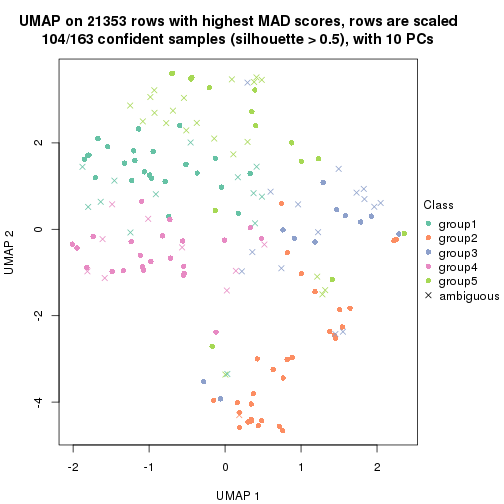 UMAP on 21353 rows with highest MAD scores, rows are scaled
104/163 confident samples (silhouette > 0.5), with 10 PCs
UMAP 2
2
0
-2
-4
-2
-1
0
1
2
UMAP 1
Class
group1
group2
group3
group4
group5
ambiguous